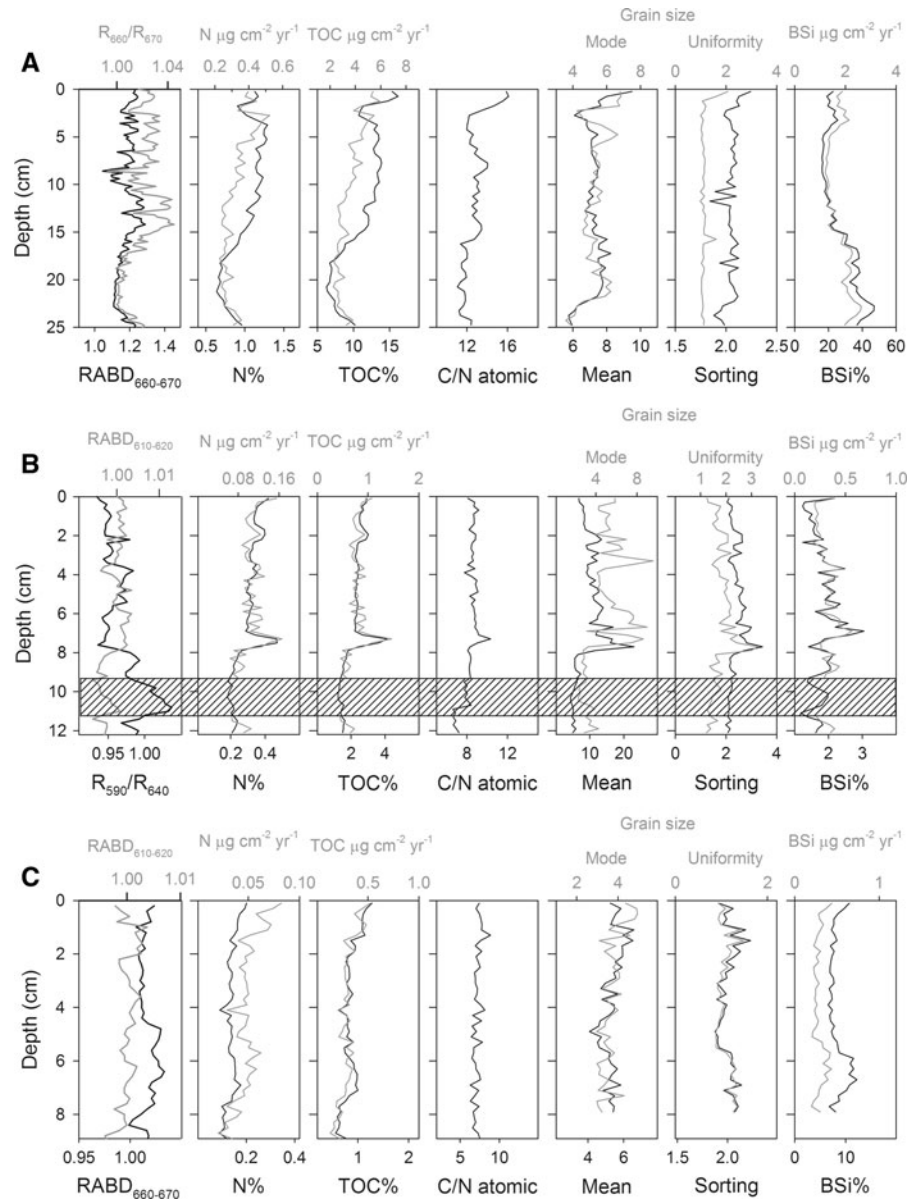 Grain size
R660/R670 N µg cm-2 yr-1 TOC µg cm-2 yr-1 Mode Uniformity BSi µg cm-2 yr-1
A
1.00 1.04 0.2 0.4 0.6 2 4 6 8 4 6 8 10 0 2 4 0 2 4
0
5
10
15
20
25
Depth (cm)
1.0 1.2 1.4 0.5 1.0 1.5 5 10 15 12 16 6 8 10 1.5 2.0 2.5 0 20 40 60
RABD660-670 N% TOC% C/N atomic Mean Sorting BSi%
Grain size
RABD610-620 N µg cm-2 yr-1 TOC µg cm-2 yr-1 Mode Uniformity BSi µg cm-2 yr-1
B
1.00 1.01 0.08 0.16 0 1 2 4 8 1 2 3 0.0 0.5 1.0
0
2
4
6
8
10
12
Depth (cm)
0.95 1.00 0.2 0.4 2 4 8 12 10 20 0 2 4 2 3
R590/R640 N% TOC% C/N atomic Mean Sorting BSi%
Grain size
RABD610-620 N µg cm-2 yr-1 TOC µg cm-2 yr-1 Mode Uniformity BSi µg cm-2 yr-1
C
1.00 1.01 0.00 0.05 0.10 0.5 1.0 2 4 1 2 0 1
0
2
4
6
8
Depth (cm)
0.95 1.00 0.0 0.2 0.4 1 2 5 10 4 6 1.5 2.0 0 10
RABD660-670 N% TOC% C/N atomic Mean Sorting BSi%